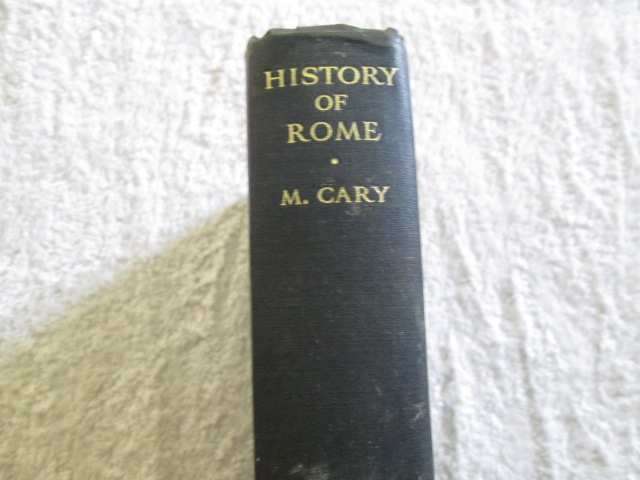 HISTORY
OF
ROME
·
M. CARY